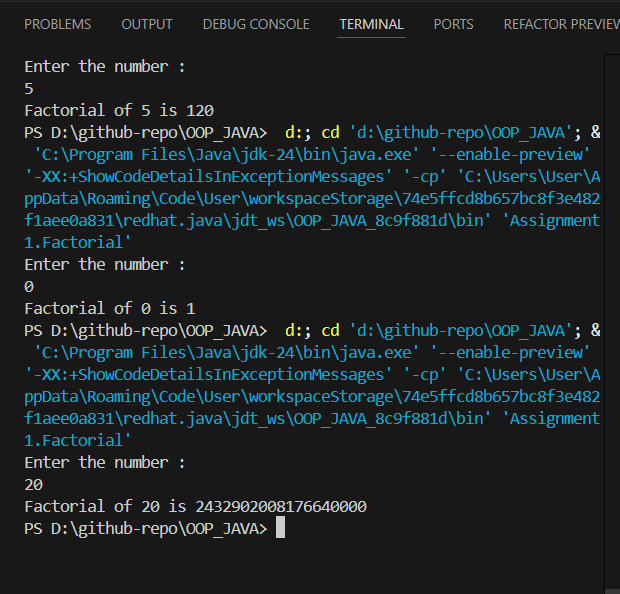 PROBLEMS OUTPUT DEBUG CONSOLE TERMINAL PORTS REFACTOR PREVIEW
Enter the number :
5
Factorial of 5 is 120
PS D:\github-repo\OOP_JAVA>  d:; cd 'd:\github-repo\OOP_JAVA'; &
 'C:\Program Files\Java\jdk-24\bin\java.exe' '--enable-preview'
'-XX:+ShowCodeDetailsInExceptionMessages' '-cp' 'C:\Users\User\A
ppData\Roaming\Code\User\workspaceStorage\74e5ffcd8b657bc8f3e482
f1aee0a831\redhat.java\jdt_ws\OOP_JAVA_8c9f881d\bin' 'Assignment
1.Factorial'
Enter the number :
0
Factorial of 0 is 1
PS D:\github-repo\OOP_JAVA>  d:; cd 'd:\github-repo\OOP_JAVA'; &
 'C:\Program Files\Java\jdk-24\bin\java.exe' '--enable-preview'
'-XX:+ShowCodeDetailsInExceptionMessages' '-cp' 'C:\Users\User\A
ppData\Roaming\Code\User\workspaceStorage\74e5ffcd8b657bc8f3e482
f1aee0a831\redhat.java\jdt_ws\OOP_JAVA_8c9f881d\bin' 'Assignment
1.Factorial'
Enter the number :
20
Factorial of 20 is 2432902008176640000
PS D:\github-repo\OOP_JAVA>